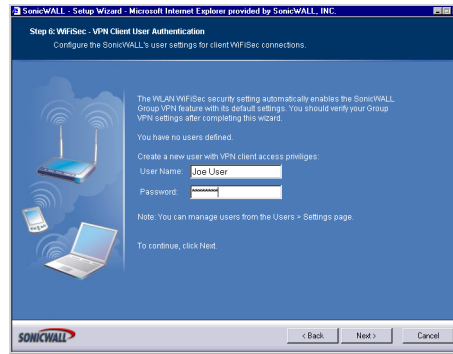 SonicWALL - Setup Wizard - Microsoft Internet Explorer provided by SonicWALL, INC.
Step 6: WiFiSec - VPN Client User Authentication
Configure the SonicWALL's user settings for client WiFiSec connections.
The WLAN WiFiSec security setting automatically enables the SonicWALL
Group VPN feature with its default settings. You should verify your Group
VPN settings after completing this wizard.
You have no users defined.
Create a new user with VPN client access priviliges:
User Name: Joe User
Password: ********
Note: You can manage users from the Users > Settings page.
To continue, click Next.
SONICWALL
< Back Next > Cancel